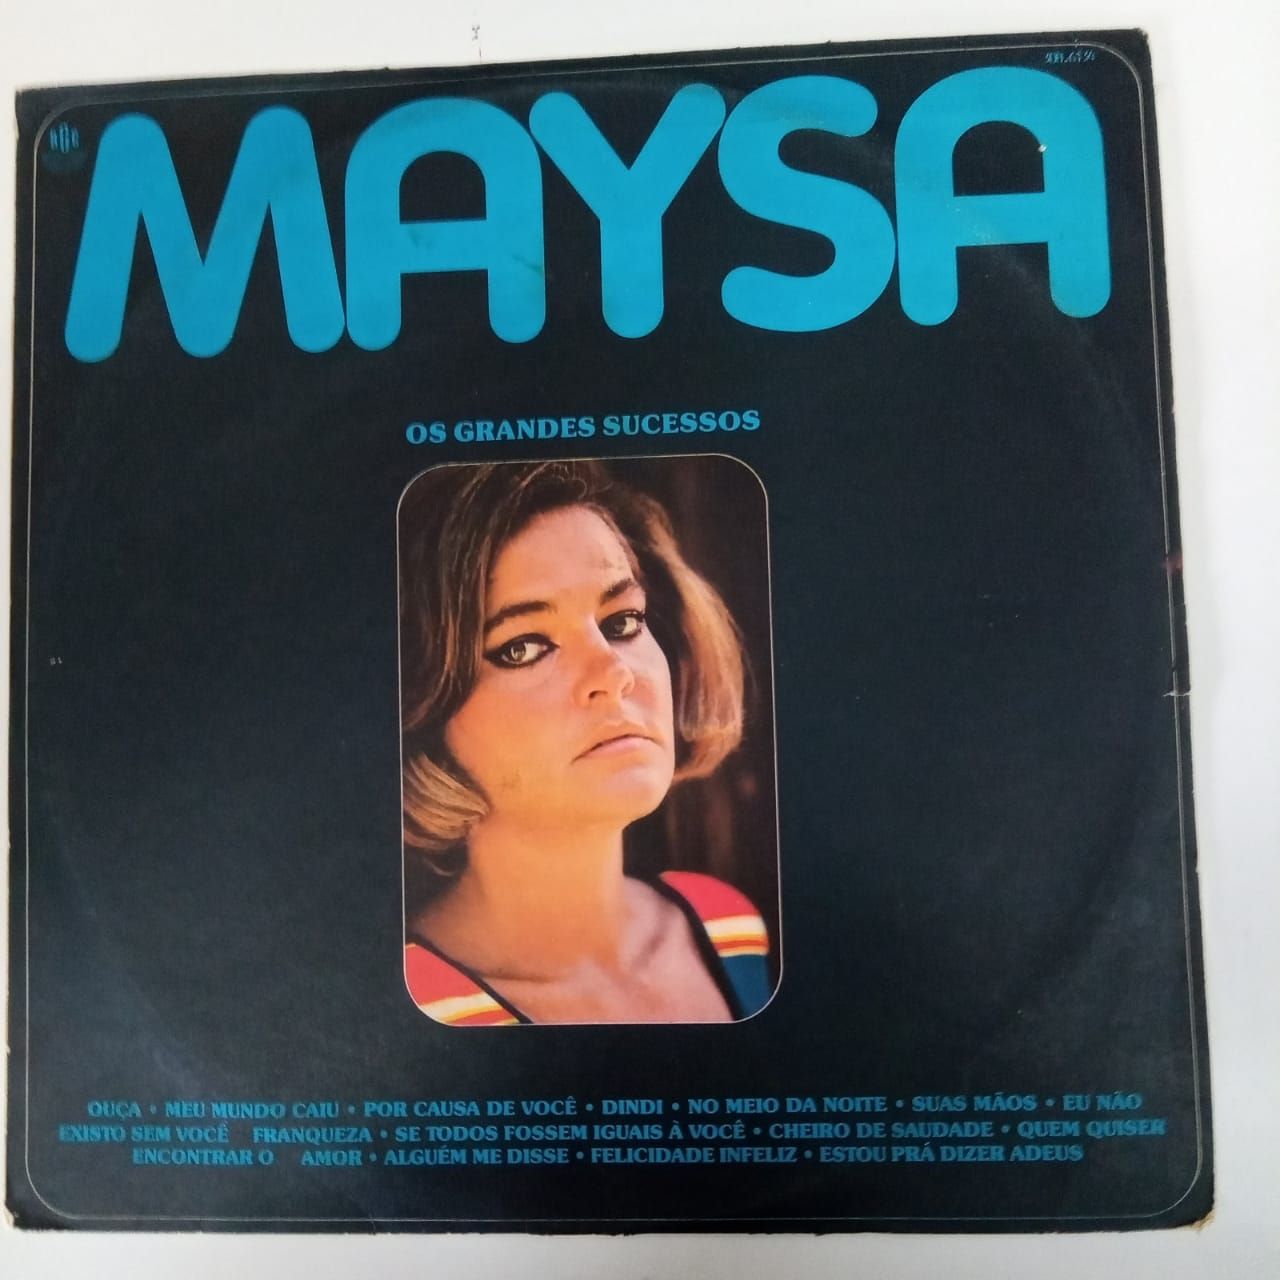 RGE
MAYSA
OS GRANDES SUCESSOS
OUÇA • MEU MUNDO CAIU • POR CAUSA DE VOCÊ • DINDI • NO MEIO DA NOITE • SUAS MÃOS • EU NÃO
EXISTO SEM VOCÊ FRANQUEZA • SE TODOS FOSSEM IGUAIS À VOCÊ • CHEIRO DE SAUDADE • QUEM QUISER
ENCONTRAR O AMOR • ALGUÉM ME DISSE • FELICIDADE INFELIZ • ESTOU PRÁ DIZER ADEUS